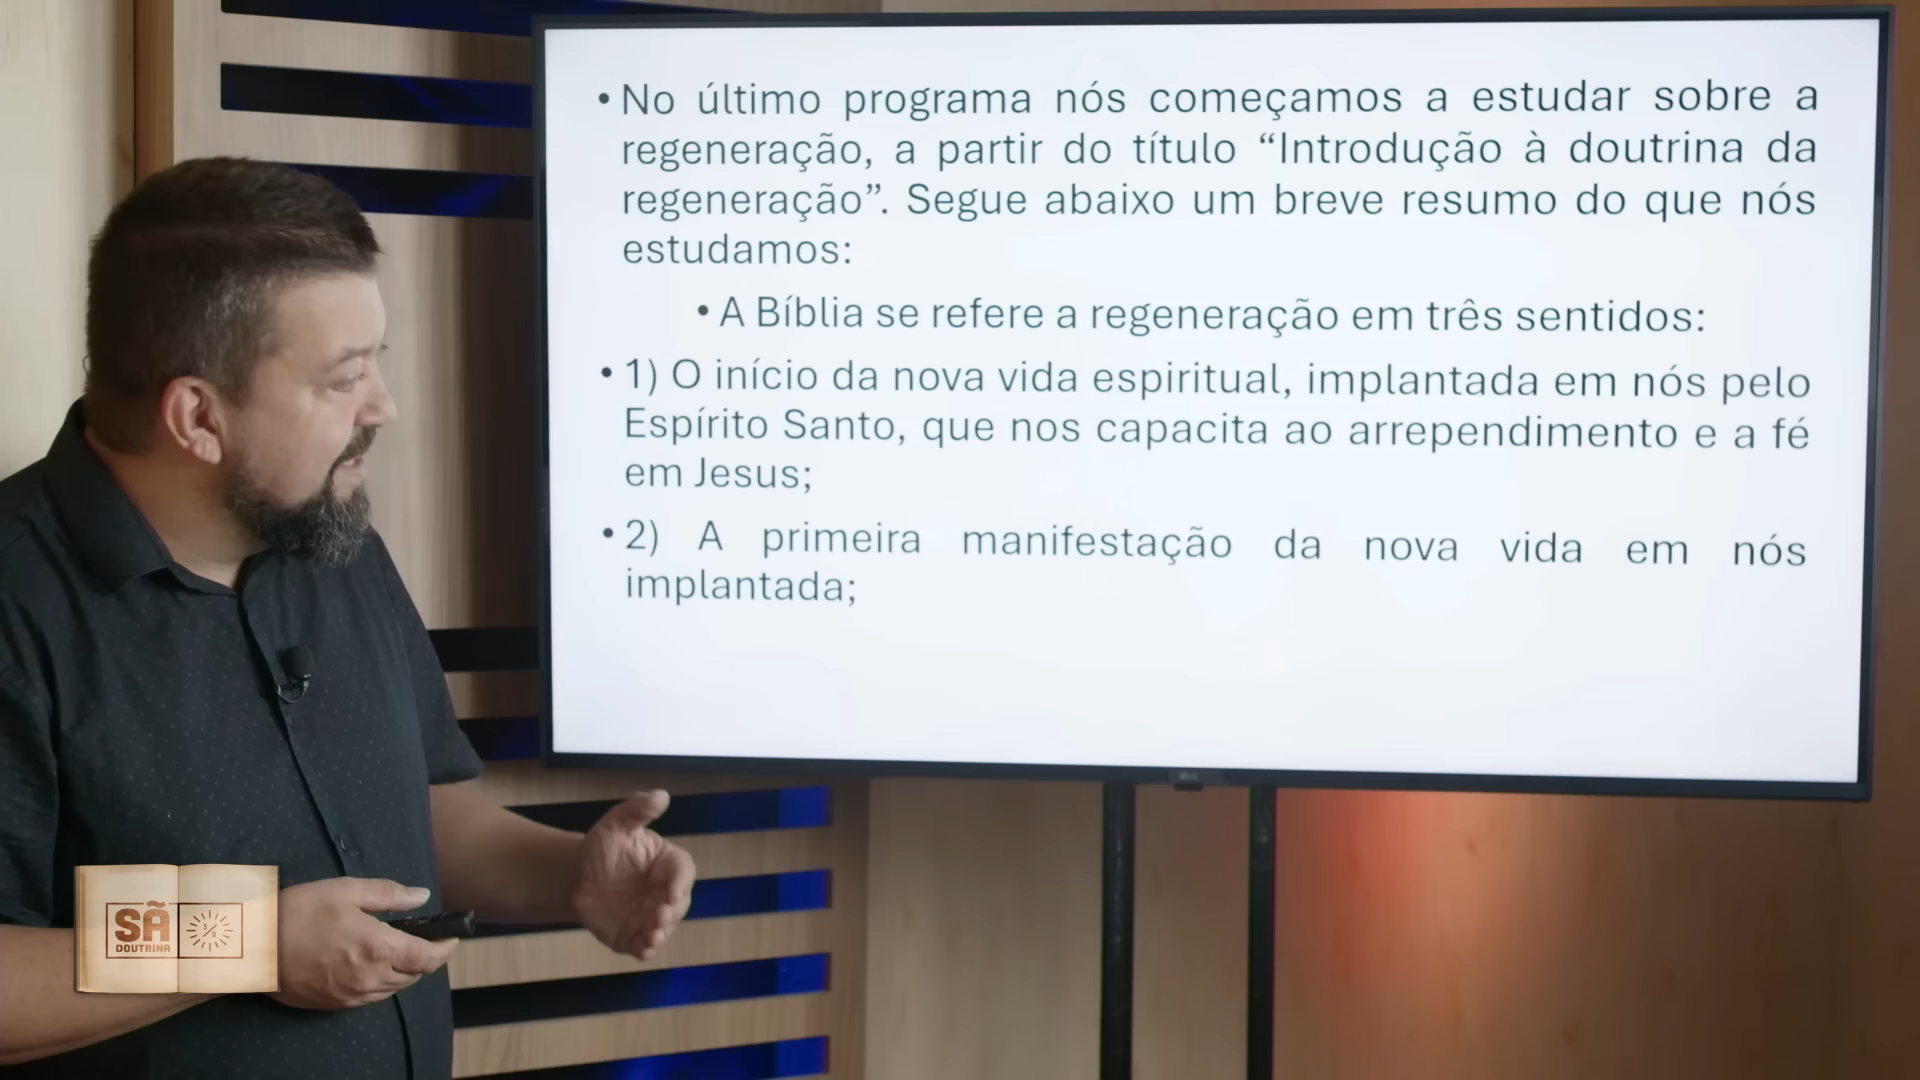 • No último programa nós começamos a estudar sobre a
regeneração, a partir do título “Introdução à doutrina da
regeneração”. Segue abaixo um breve resumo do que nós
estudamos:
• A Bíblia se refere a regeneração em três sentidos:
• 1) O início da nova vida espiritual, implantada em nós pelo
Espírito Santo, que nos capacita ao arrependimento e a fé
em Jesus;
• 2) A primeira manifestação da nova vida em nós
implantada;
SÃ
DOUTRINA
S/D